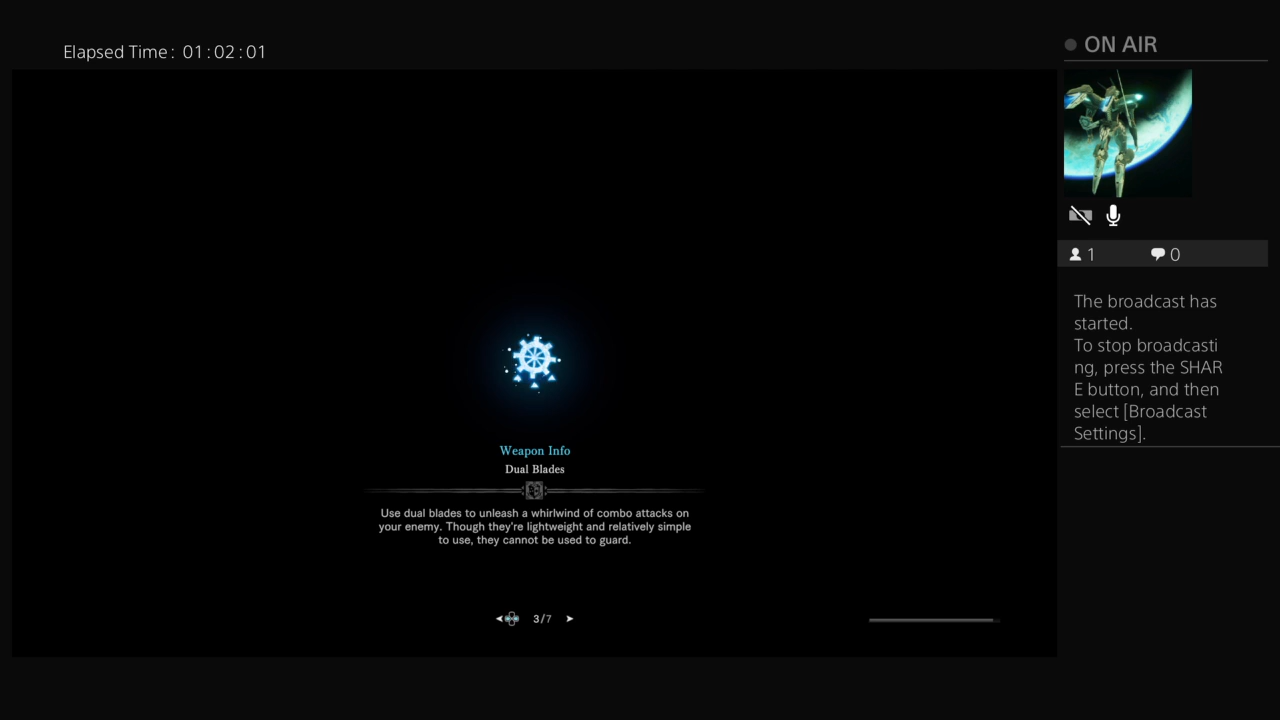 Elapsed Time: 01:02:01
ON AIR
1
0
The broadcast has
started.
To stop broadcasti
ng, press the SHAR
E button, and then
select [Broadcast
Settings].
Weapon Info
Dual Blades
Use dual blades to unleash a whirlwind of combo attacks on
your enemy. Though they're lightweight and relatively simple
to use, they cannot be used to guard.
3/7